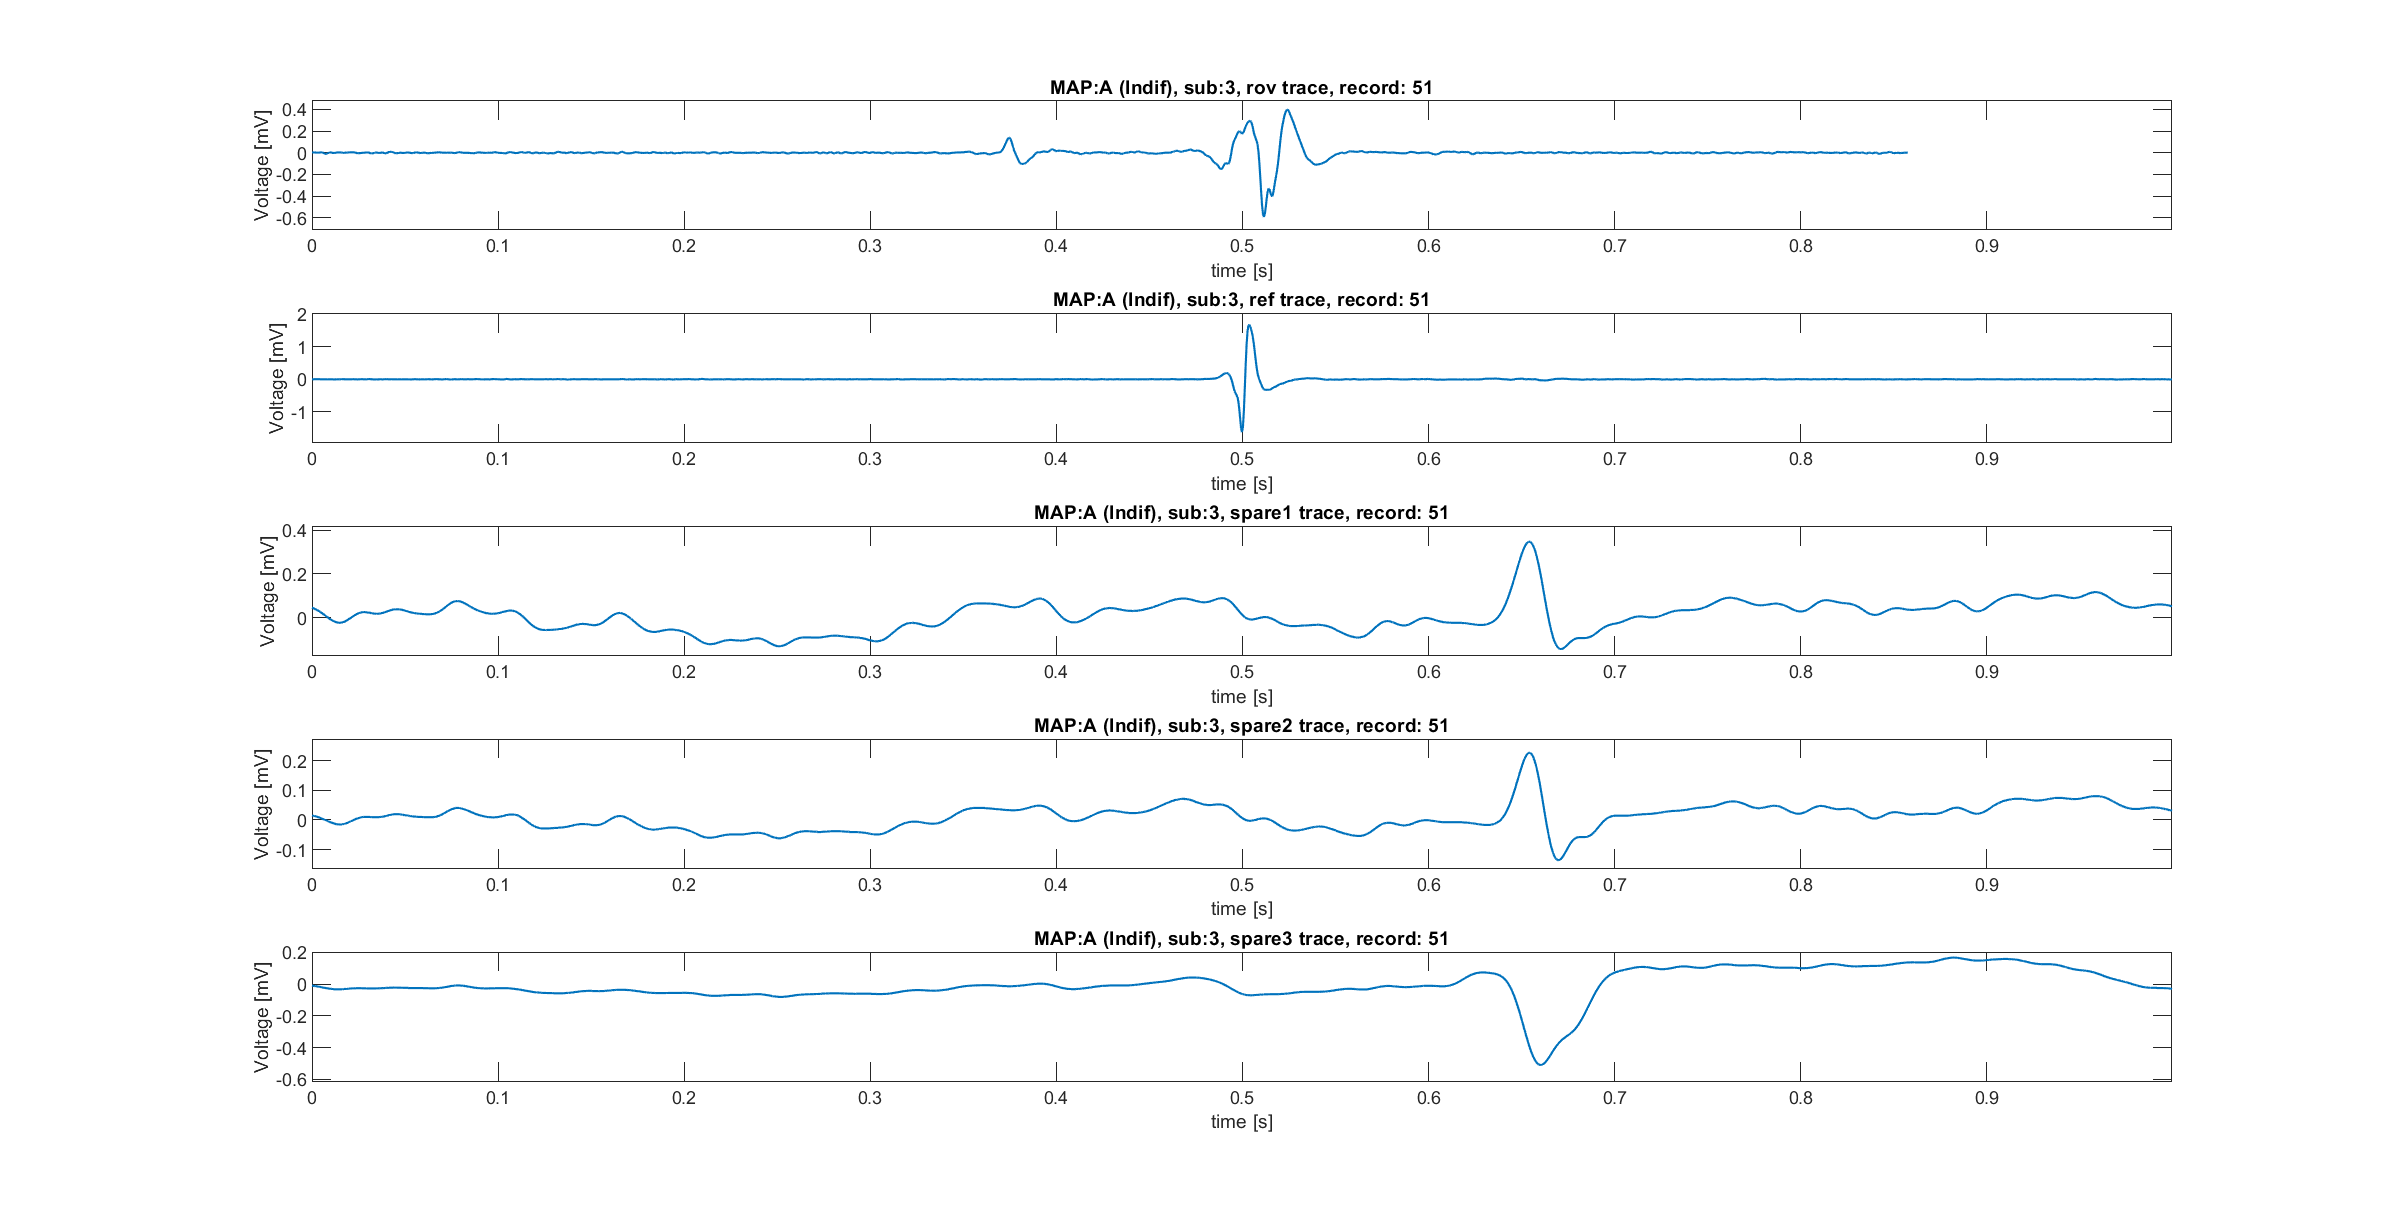 MAP:A (Indif), sub:3, rov trace, record: 51
Voltage [mV]
0.4
0.2
0
-0.2
-0.4
-0.6
0 0.1 0.2 0.3 0.4 0.5 0.6 0.7 0.8 0.9
time [s]
MAP:A (Indif), sub:3, ref trace, record: 51
Voltage [mV]
2
1
0
-1
0 0.1 0.2 0.3 0.4 0.5 0.6 0.7 0.8 0.9
time [s]
MAP:A (Indif), sub:3, spare1 trace, record: 51
Voltage [mV]
0.4
0.2
0
0 0.1 0.2 0.3 0.4 0.5 0.6 0.7 0.8 0.9
time [s]
MAP:A (Indif), sub:3, spare2 trace, record: 51
Voltage [mV]
0.2
0.1
0
-0.1
0 0.1 0.2 0.3 0.4 0.5 0.6 0.7 0.8 0.9
time [s]
MAP:A (Indif), sub:3, spare3 trace, record: 51
Voltage [mV]
0.2
0
-0.2
-0.4
-0.6
0 0.1 0.2 0.3 0.4 0.5 0.6 0.7 0.8 0.9
time [s]